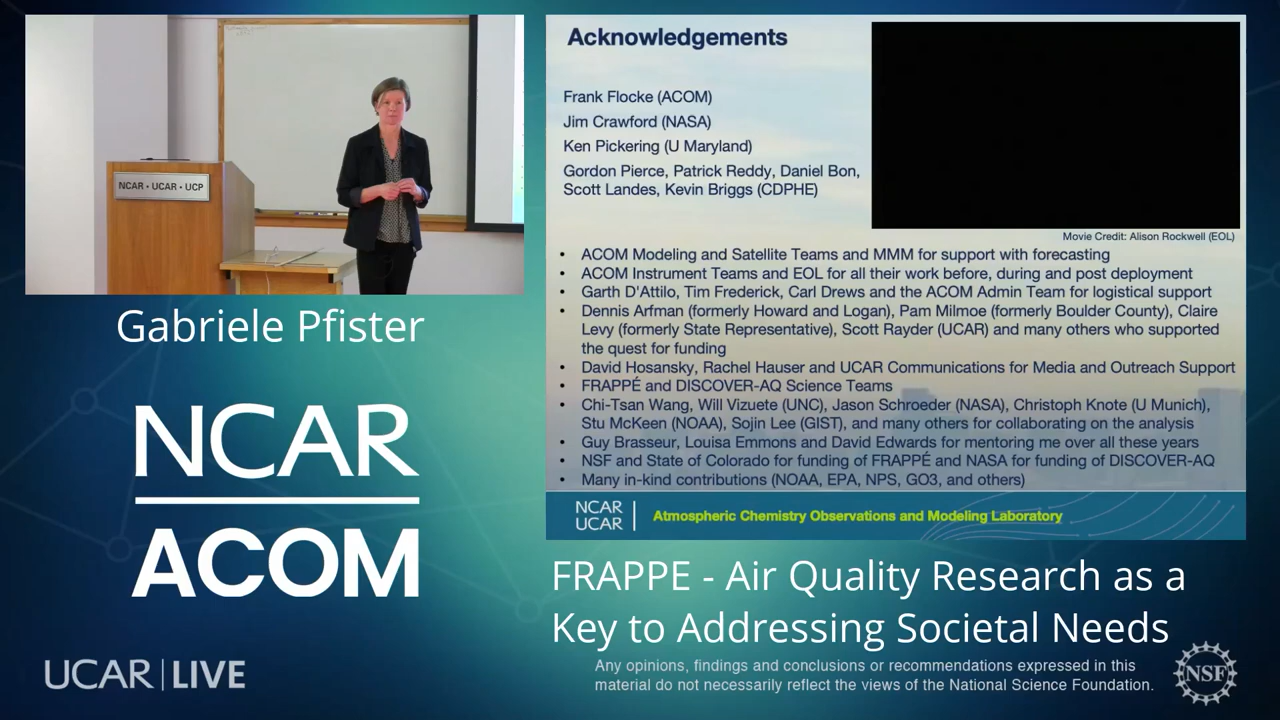 NCAR • UCAR • UCP
Gabriele Pfister
NCAR
ACOM
UCAR | LIVE
Acknowledgements
Frank Flocke (ACOM)
Jim Crawford (NASA)
Ken Pickering (U Maryland)
Gordon Pierce, Patrick Reddy, Daniel Bon,
Scott Landes, Kevin Briggs (CDPHE)
Movie Credit: Alison Rockwell (EOL)
• ACOM Modeling and Satellite Teams and MMM for support with forecasting
• ACOM Instrument Teams and EOL for all their work before, during and post deployment
• Garth D'Attilo, Tim Frederick, Carl Drews and the ACOM Admin Team for logistical support
• Dennis Arfman (formerly Howard and Logan), Pam Milmoe (formerly Boulder County), Claire
Levy (formerly State Representative), Scott Rayder (UCAR) and many others who supported
the quest for funding
• David Hosansky, Rachel Hauser and UCAR Communications for Media and Outreach Support
• FRAPPÉ and DISCOVER-AQ Science Teams
• Chi-Tsan Wang, Will Vizuete (UNC), Jason Schroeder (NASA), Christoph Knote (U Munich),
Stu McKeen (NOAA), Sojin Lee (GIST), and many others for collaborating on the analysis
• Guy Brasseur, Louisa Emmons and David Edwards for mentoring me over all these years
• NSF and State of Colorado for funding of FRAPPÉ and NASA for funding of DISCOVER-AQ
• Many in-kind contributions (NOAA, EPA, NPS, GO3, and others)
NCAR
UCAR
Atmospheric Chemistry Observations and Modeling Laboratory
FRAPPE - Air Quality Research as a
Key to Addressing Societal Needs
Any opinions, findings and conclusions or recommendations expressed in this
material do not necessarily reflect the views of the National Science Foundation.
NSF